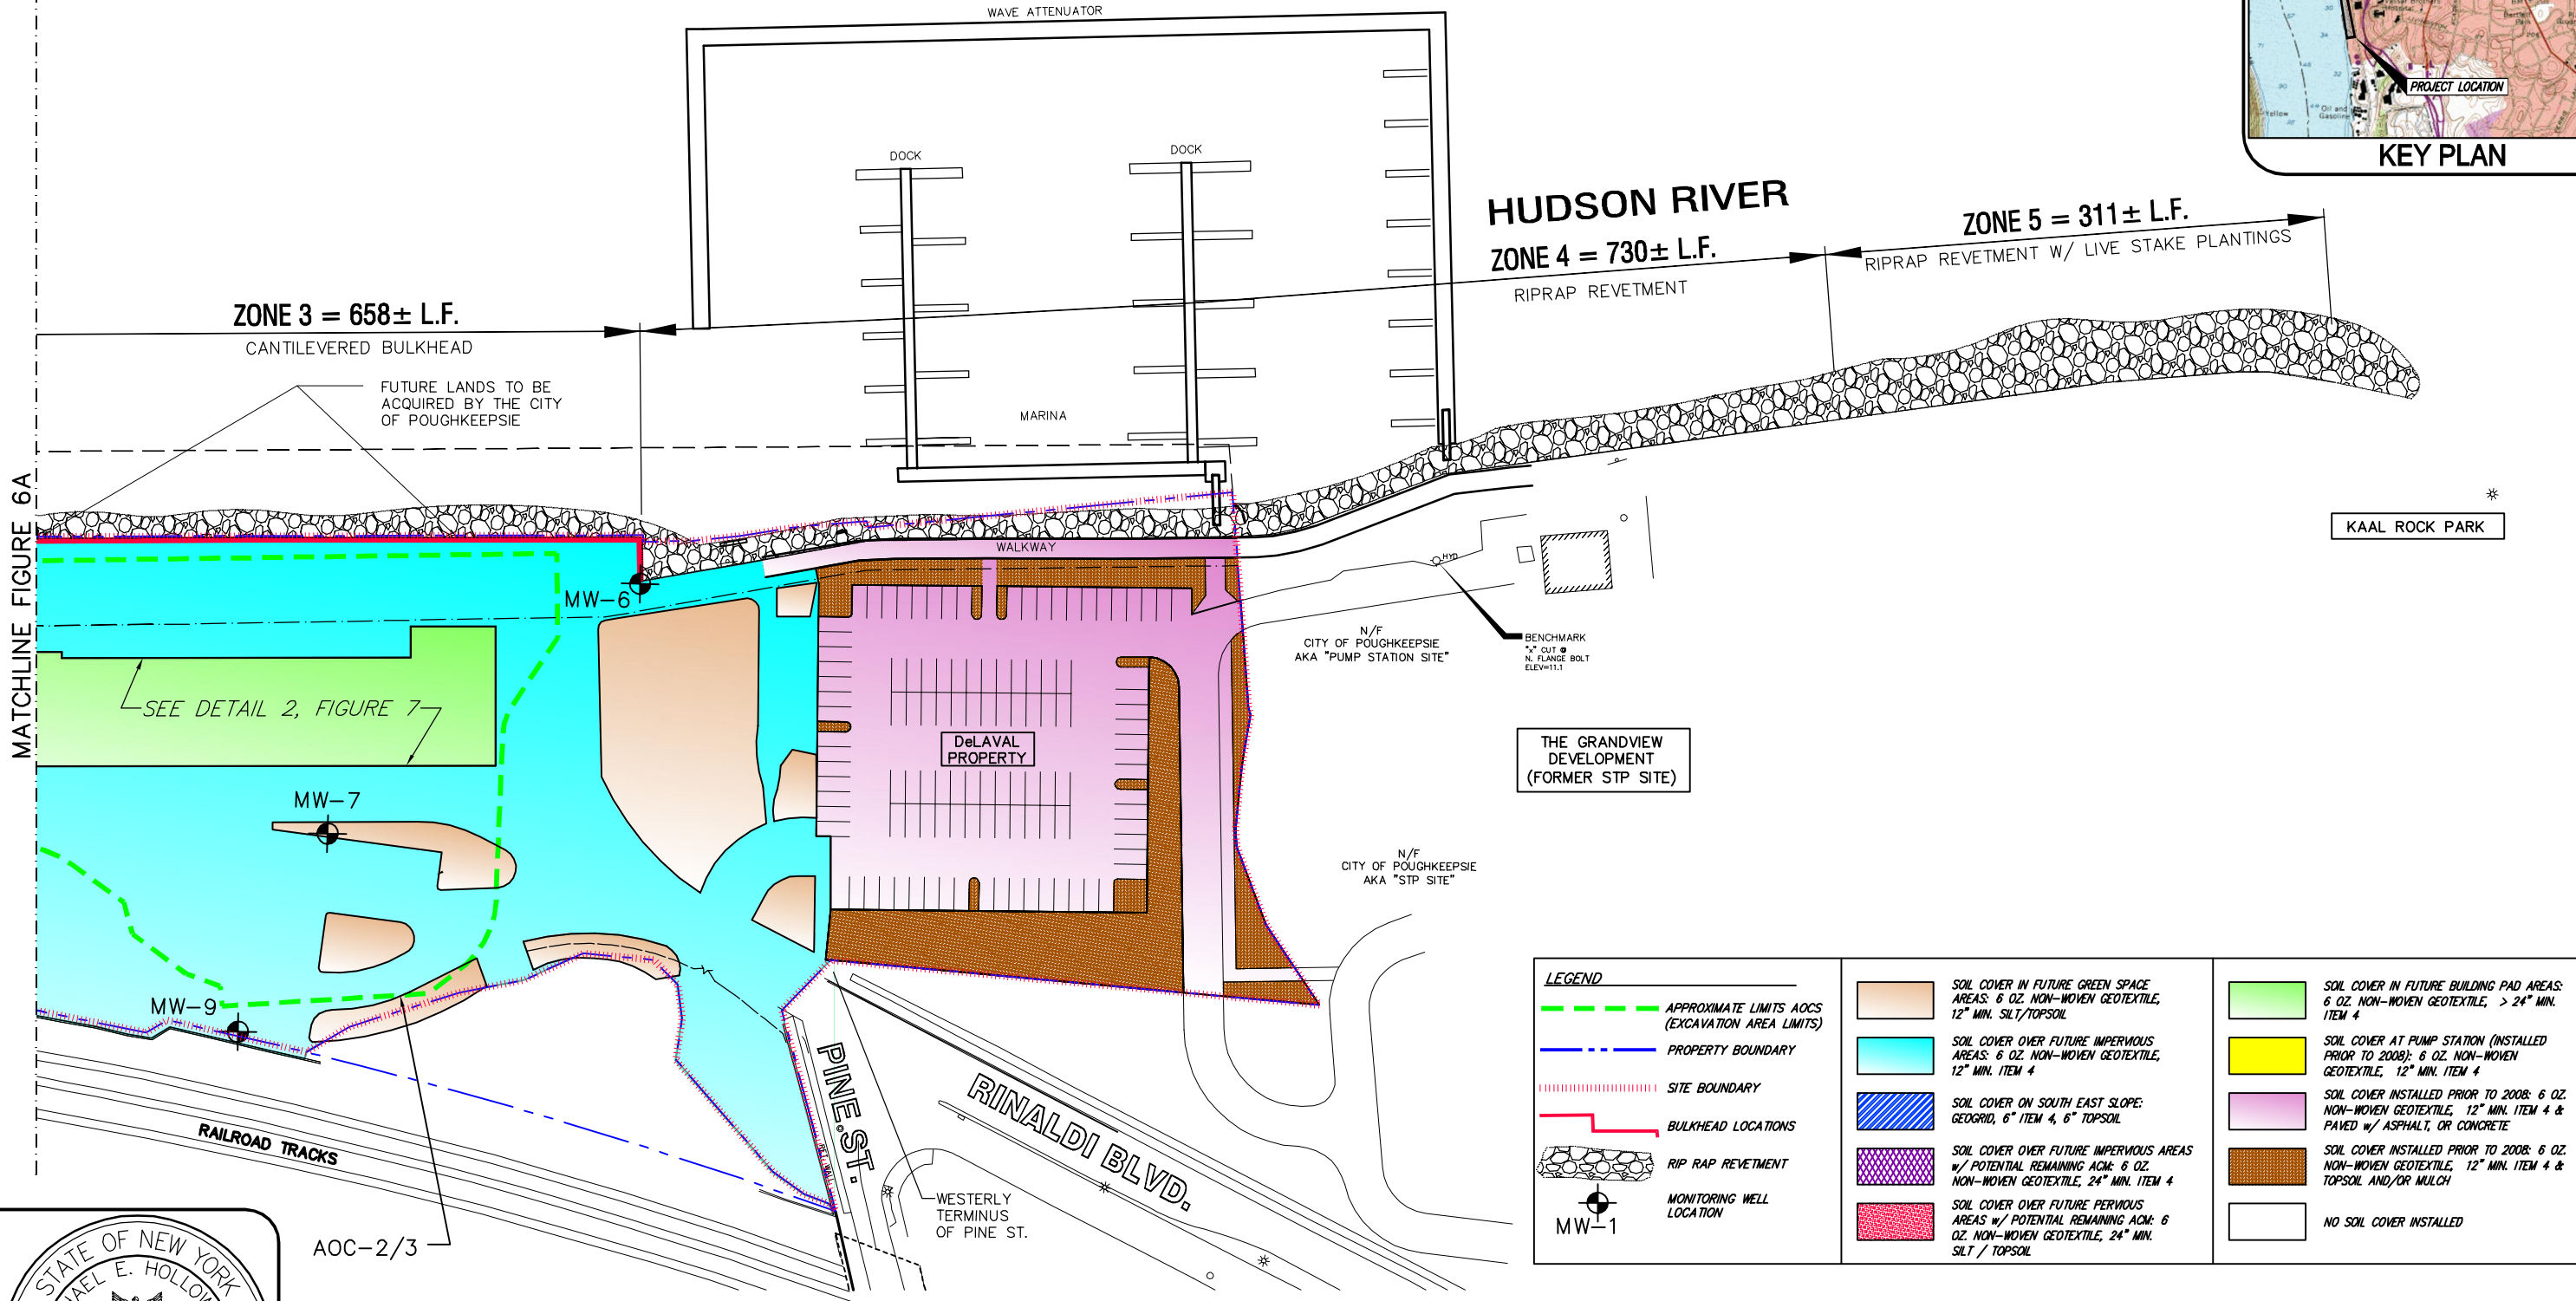 WAVE ATTENUATOR
DOCK
DOCK
HUDSON RIVER
ZONE 3 = 658± L.F.
CANTILEVERED BULKHEAD
ZONE 4 = 730± L.F.
RIPRAP REVETMENT
ZONE 5 = 311± L.F.
RIPRAP REVETMENT W/ LIVE STAKE PLANTINGS
PROJECT LOCATION
Yellow
Oil and
Gasoline
KEY PLAN
FUTURE LANDS TO BE
ACQUIRED BY THE CITY
OF POUGHKEEPSIE
MARINA
MATCHLINE FIGURE 6A
WALKWAY
MW-6
HYD
KAAL ROCK PARK
N/F
CITY OF POUGHKEEPSIE
AKA "PUMP STATION SITE"
BENCHMARK
"X" CUT @
N. FLANGE BOLT
ELEV=11.1
SEE DETAIL 2, FIGURE 7
DeLAVAL
PROPERTY
THE GRANDVIEW
DEVELOPMENT
(FORMER STP SITE)
MW-7
N/F
CITY OF POUGHKEEPSIE
AKA "STP SITE"
MW-9
PINE ST.
RINALDI BLVD.
RAILROAD TRACKS
WESTERLY
TERMINUS
OF PINE ST.
AOC-2/3
STATE OF NEW YORK
LEGEND
APPROXIMATE LIMITS AOCS
(EXCAVATION AREA LIMITS)
PROPERTY BOUNDARY
SITE BOUNDARY
BULKHEAD LOCATIONS
RIP RAP REVETMENT
MONITORING WELL
LOCATION
MW-1
SOIL COVER IN FUTURE GREEN SPACE
AREAS: 6 OZ. NON-WOVEN GEOTEXTILE,
12" MIN. SILT/TOPSOIL
SOIL COVER OVER FUTURE IMPERVIOUS
AREAS: 6 OZ. NON-WOVEN GEOTEXTILE,
12" MIN. ITEM 4
SOIL COVER ON SOUTH EAST SLOPE:
GEOGRID, 6" ITEM 4, 6" TOPSOIL
SOIL COVER OVER FUTURE IMPERVIOUS AREAS
w/ POTENTIAL REMAINING ACM: 6 OZ.
NON-WOVEN GEOTEXTILE, 24" MIN. ITEM 4
SOIL COVER OVER FUTURE PERVIOUS
AREAS w/ POTENTIAL REMAINING ACM: 6
OZ. NON-WOVEN GEOTEXTILE, 24" MIN.
SILT / TOPSOIL
SOIL COVER IN FUTURE BUILDING PAD AREAS:
6 OZ. NON-WOVEN GEOTEXTILE, > 24" MIN.
ITEM 4
SOIL COVER AT PUMP STATION (INSTALLED
PRIOR TO 2008): 6 OZ. NON-WOVEN
GEOTEXTILE, 12" MIN. ITEM 4
SOIL COVER INSTALLED PRIOR TO 2008: 6 OZ.
NON-WOVEN GEOTEXTILE, 12" MIN. ITEM 4 &
PAVED w/ ASPHALT, OR CONCRETE
SOIL COVER INSTALLED PRIOR TO 2008: 6 OZ.
NON-WOVEN GEOTEXTILE, 12" MIN. ITEM 4 &
TOPSOIL AND/OR MULCH
NO SOIL COVER INSTALLED